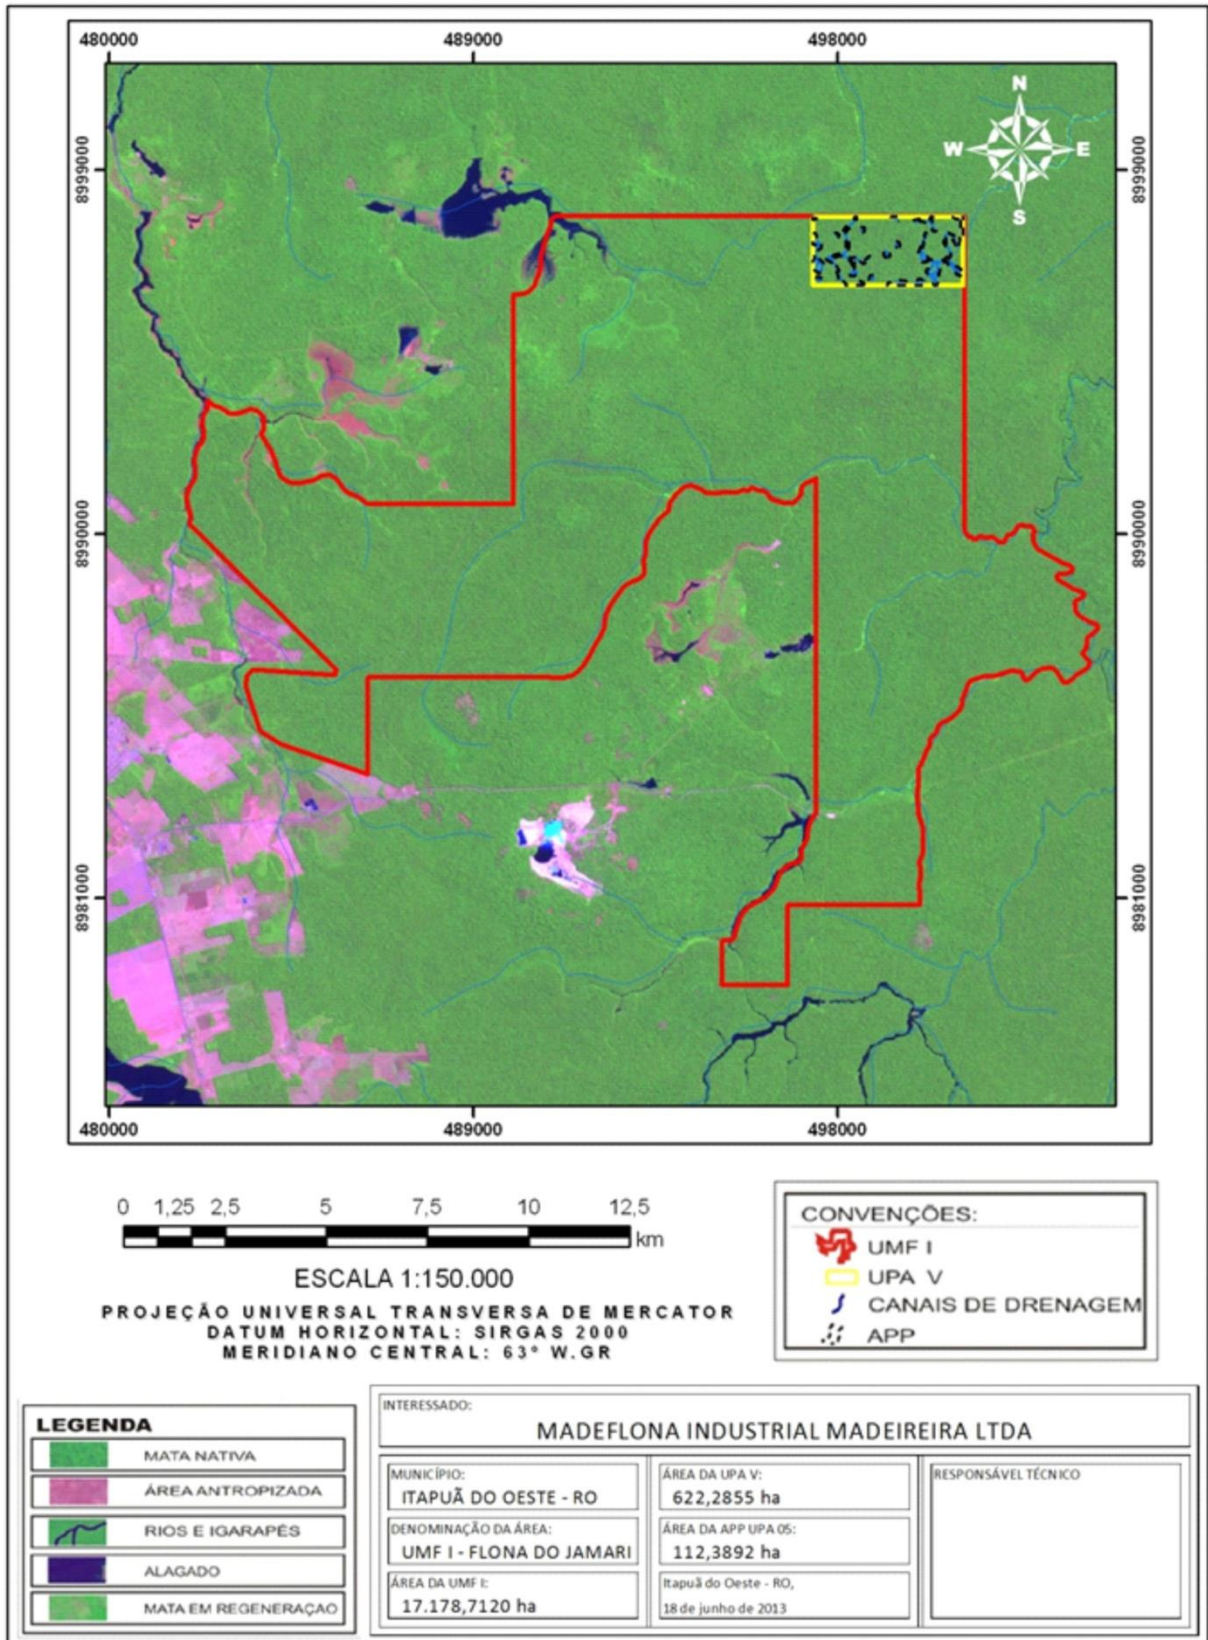 480000
489000
498000
N
W
E
S
8999000
8999000
8990000
8990000
8981000
8981000
480000
489000
498000
0 1,25 2,5 5 7,5 10 12,5
km
ESCALA 1:150.000
PROJEÇÃO UNIVERSAL TRANSVERSA DE MERCATOR
DATUM HORIZONTAL: SIRGAS 2000
MERIDIANO CENTRAL: 63° W.GR
CONVENÇÕES:
UMF I
UPA V
CANAIS DE DRENAGEM
APP
LEGENDA
MATA NATIVA
ÁREA ANTROPIZADA
RIOS E IGARAPÉS
ALAGADO
MATA EM REGENERAÇÃO
INTERESSADO:
MADEFLONA INDUSTRIAL MADEIREIRA LTDA
MUNICÍPIO:
ITAPUÃ DO OESTE - RO
DENOMINAÇÃO DA ÁREA:
UMF I - FLONA DO JAMARI
ÁREA DA UMF I:
17.178,7120 ha
ÁREA DA UPA V:
622,2855 ha
ÁREA DA APP UPA 05:
112,3892 ha
Itapuã do Oeste - RO,
18 de junho de 2013
RESPONSÁVEL TÉCNICO